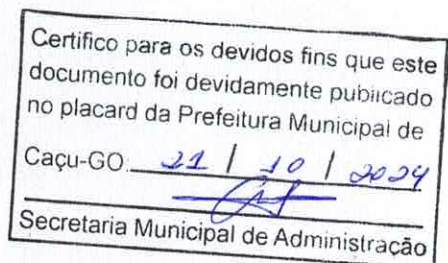 Certifico para os devidos fins que este
documento foi devidamente publicado
no placard da Prefeitura Municipal de
Caçu-GO: 21 / 10 / 2024
Secretaria Municipal de Administração